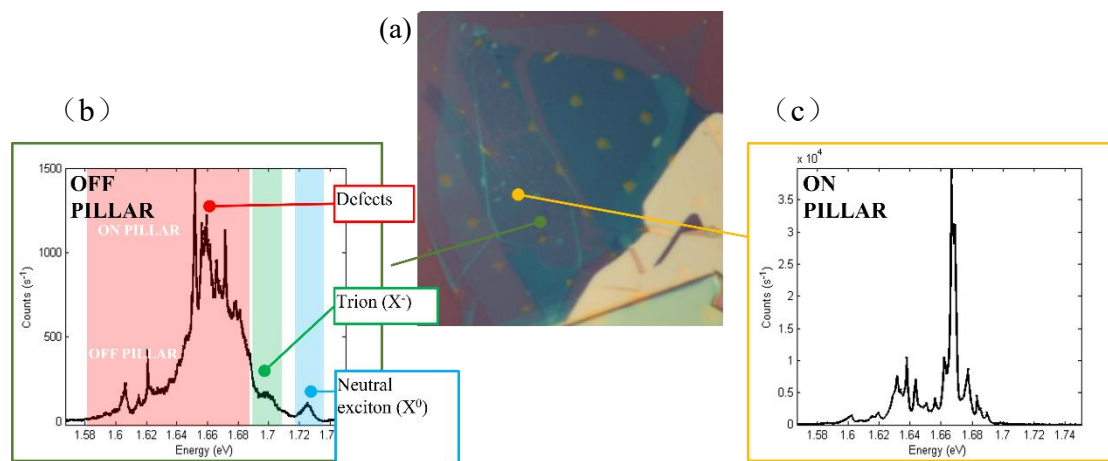 (a)
（b）
（c）
OFF
PILLAR
ON PILLAR
OFF PILLAR
1500
1000
500
0
Counts (s⁻¹)
1.58 1.6 1.62 1.64 1.66 1.68 1.7 1.72 1.7
Energy (eV)
Defects
Trion (X⁻)
Neutral
exciton (X⁰)
x 10⁴
ON
PILLAR
3.5
3
2.5
2
1.5
1
0.5
0
Counts (s⁻¹)
1.58 1.6 1.62 1.64 1.66 1.68 1.7 1.72 1.74
Energy (eV)